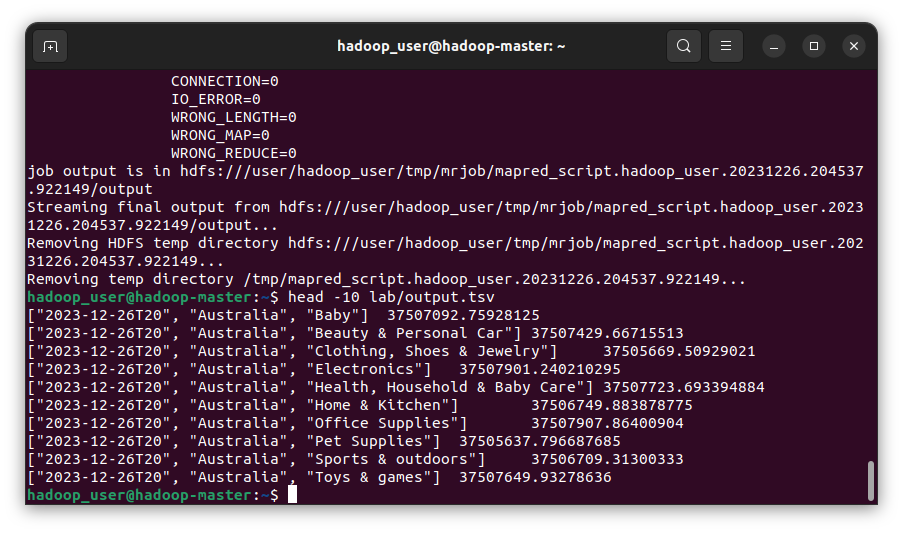 hadoop_user@hadoop-master: ~
CONNECTION=0
IO_ERROR=0
WRONG_LENGTH=0
WRONG_MAP=0
WRONG_REDUCE=0
job output is in hdfs:///user/hadoop_user/tmp/mrjob/mapred_script.hadoop_user.20231226.204537
.922149/output
Streaming final output from hdfs:///user/hadoop_user/tmp/mrjob/mapred_script.hadoop_user.2023
1226.204537.922149/output...
Removing HDFS temp directory hdfs:///user/hadoop_user/tmp/mrjob/mapred_script.hadoop_user.202
31226.204537.922149...
Removing temp directory /tmp/mapred_script.hadoop_user.20231226.204537.922149...
hadoop_user@hadoop-master:~$ head -10 lab/output.tsv
["2023-12-26T20", "Australia", "Baby"]	37507092.75928125
["2023-12-26T20", "Australia", "Beauty & Personal Car"]	37507429.66715513
["2023-12-26T20", "Australia", "Clothing, Shoes & Jewelry"]	37505669.50929021
["2023-12-26T20", "Australia", "Electronics"]	37507901.240210295
["2023-12-26T20", "Australia", "Health, Household & Baby Care"]	37507723.693394884
["2023-12-26T20", "Australia", "Home & Kitchen"]	37506749.883878775
["2023-12-26T20", "Australia", "Office Supplies"]	37507907.86400904
["2023-12-26T20", "Australia", "Pet Supplies"]	37505637.796687685
["2023-12-26T20", "Australia", "Sports & outdoors"]	37506709.31300333
["2023-12-26T20", "Australia", "Toys & games"]	37507649.93278636
hadoop_user@hadoop-master:~$